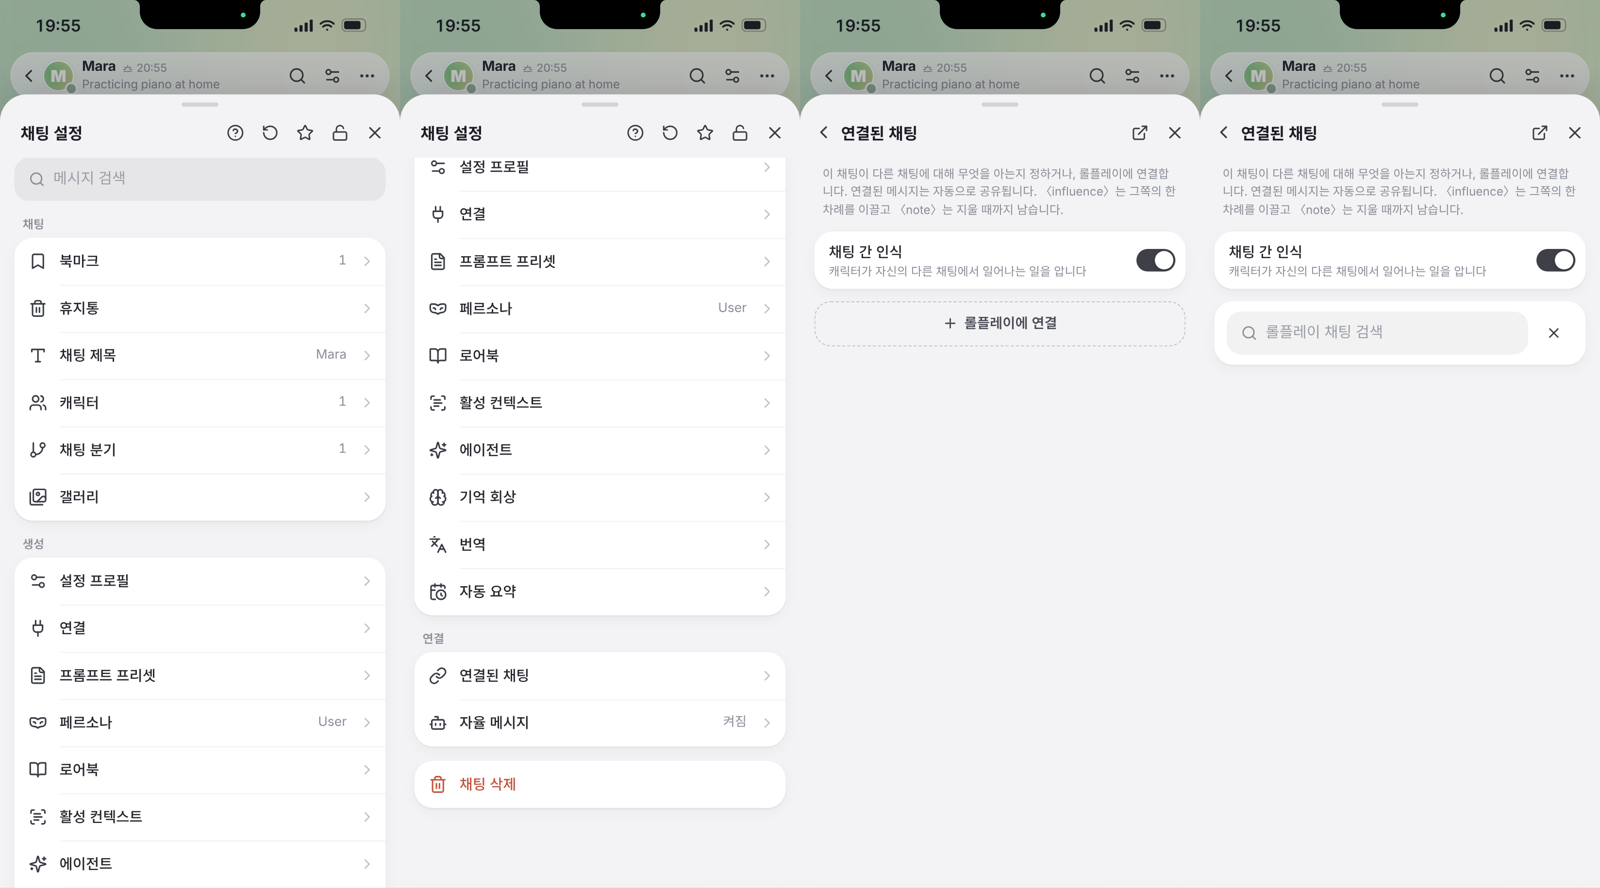 19:55
Mara 20:55
Practicing piano at home
M
채팅 설정
메시지 검색
채팅
북마크 1
휴지통
채팅 제목 Mara
캐릭터 1
채팅 분기 1
갤러리
생성
설정 프로필
연결
프롬프트 프리셋
페르소나 User
로어북
활성 컨텍스트
에이전트
19:55
Mara 20:55
Practicing piano at home
M
채팅 설정
설정 프로필
연결
프롬프트 프리셋
페르소나 User
로어북
활성 컨텍스트
에이전트
기억 회상
번역
자동 요약
연결
연결된 채팅
자율 메시지 켜짐
채팅 삭제
19:55
Mara 20:55
Practicing piano at home
M
연결된 채팅
이 채팅이 다른 채팅에 대해 무엇을 아는지 정하거나, 롤플레이에 연결합
니다. 연결된 메시지는 자동으로 공유됩니다. 〈influence〉는 그쪽의 한
차례를 이끌고 〈note〉는 지울 때까지 남습니다.
채팅 간 인식
캐릭터가 자신의 다른 채팅에서 일어나는 일을 압니다
+ 롤플레이에 연결
19:55
Mara 20:55
Practicing piano at home
M
연결된 채팅
이 채팅이 다른 채팅에 대해 무엇을 아는지 정하거나, 롤플레이에 연결합
니다. 연결된 메시지는 자동으로 공유됩니다. 〈influence〉는 그쪽의 한
차례를 이끌고 〈note〉는 지울 때까지 남습니다.
채팅 간 인식
캐릭터가 자신의 다른 채팅에서 일어나는 일을 압니다
롤플레이 채팅 검색